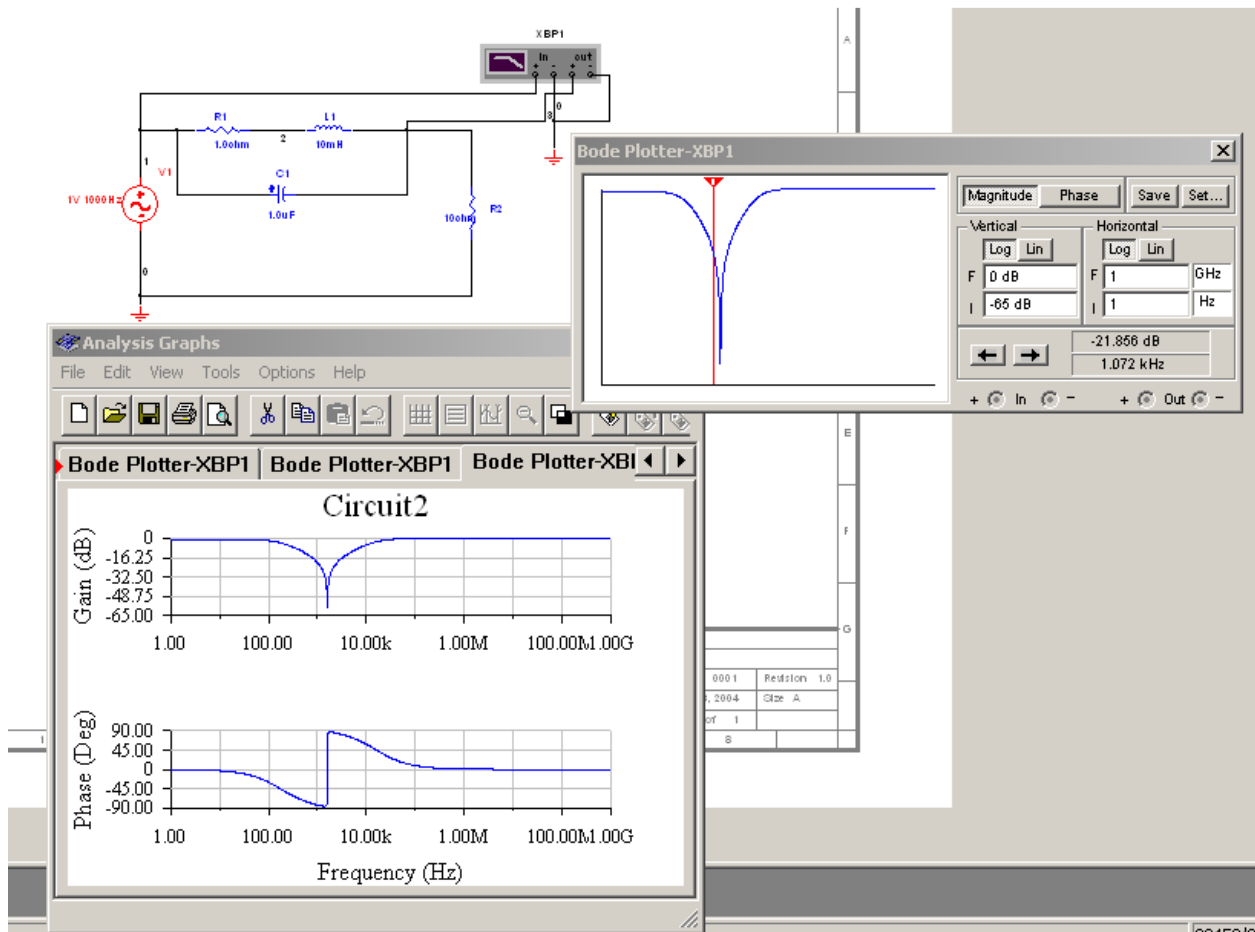 XBP1
In out
+ - + -
A
R1 L1
1.0ohm 2 10mH
1
V1
1V 1000Hz
C1
1.0uF
10ohm R2
0
3
0
Bode Plotter-XBP1
Magnitude Phase Save Set...
Vertical Horizontal
Log Lin Log Lin
F 0 dB F 1 GHz
I -65 dB I 1 Hz
-21.856 dB
1.072 kHz
+ In - + Out -
Analysis Graphs
File Edit View Tools Options Help
Bode Plotter-XBP1 Bode Plotter-XBP1 Bode Plotter-XBI
Circuit2
Gain (dB)
0
-16.25
-32.50
-48.75
-65.00
1.00 100.00 10.00k 1.00M 100.00M1.00G
Phase (Deg)
90.00
45.00
0
-45.00
-90.00
1.00 100.00 10.00k 1.00M 100.00M1.00G
Frequency (Hz)
E
F
G
0001 Revision 1.0
, 2004 Size A
of 1
1 8